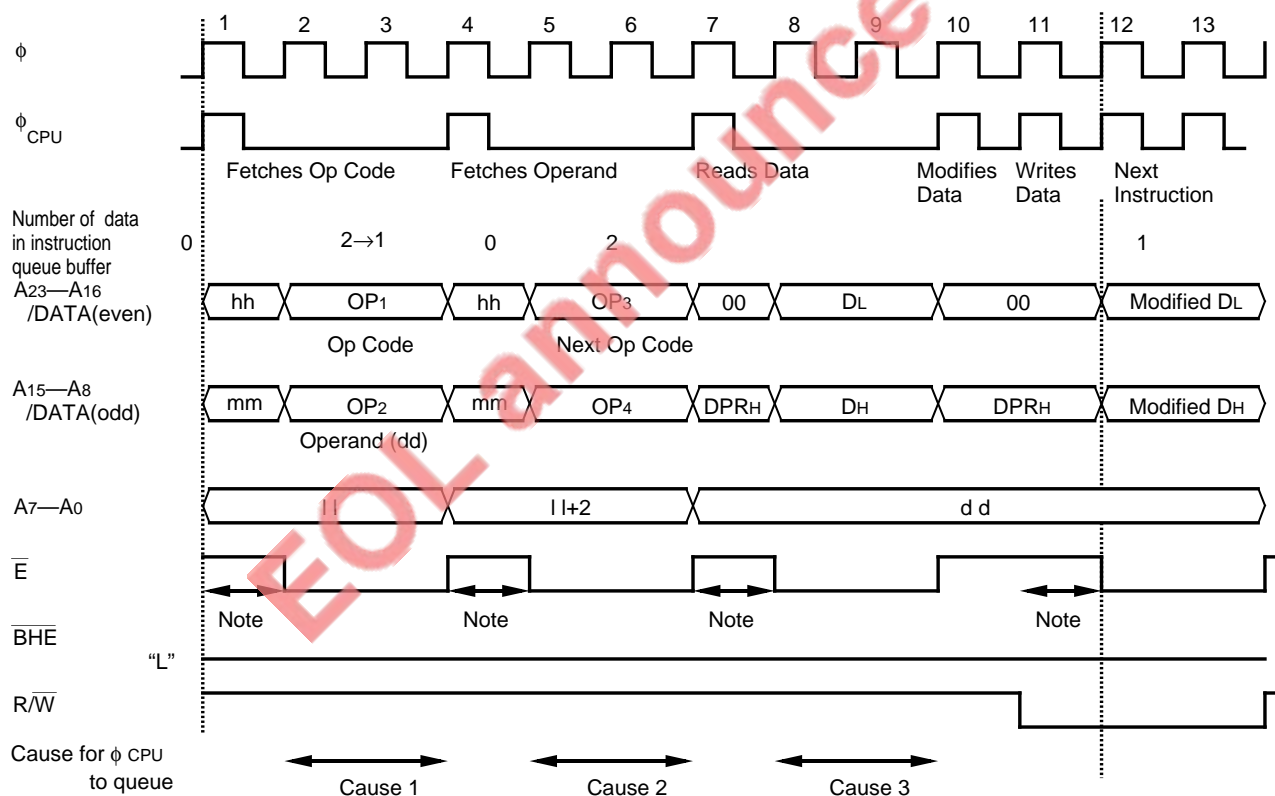 1 2 3 4 5 6 7 8 9 10 11 12 13
ϕ
ϕCPU
Fetches Op Code Fetches Operand Reads Data Modifies Data Writes Data Next Instruction
Number of data
in instruction
queue buffer
0 2→1 0 2 1
A23—A16
/DATA(even)
hh OP1 hh OP3 00 DL 00 Modified DL
Op Code Next Op Code
A15—A8
/DATA(odd)
mm OP2 mm OP4 DPRH DH DPRH Modified DH
Operand (dd)
A7—A0
l l l l+2 d d
E
Note Note Note Note
BHE
“L”
R/W
Cause for ϕ CPU
to queue
Cause 1 Cause 2 Cause 3
EOL announce